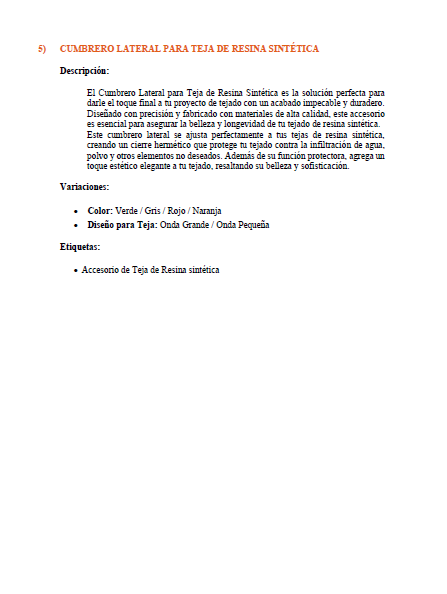 5) CUMBRERO LATERAL PARA TEJA DE RESINA SINTÉTICA
Descripción:
El Cumbrero Lateral para Teja de Resina Sintética es la solución perfecta para
darle el toque final a tu proyecto de tejado con un acabado impecable y duradero.
Diseñado con precisión y fabricado con materiales de alta calidad, este accesorio
es esencial para asegurar la belleza y longevidad de tu tejado de resina sintética.
Este cumbrero lateral se ajusta perfectamente a tus tejas de resina sintética,
creando un cierre hermético que protege tu tejado contra la infiltración de agua,
polvo y otros elementos no deseados. Además de su función protectora, agrega un
toque estético elegante a tu tejado, resaltando su belleza y sofisticación.
Variaciones:
• Color: Verde / Gris / Rojo / Naranja
• Diseño para Teja: Onda Grande / Onda Pequeña
Etiquetas:
• Accesorio de Teja de Resina sintética